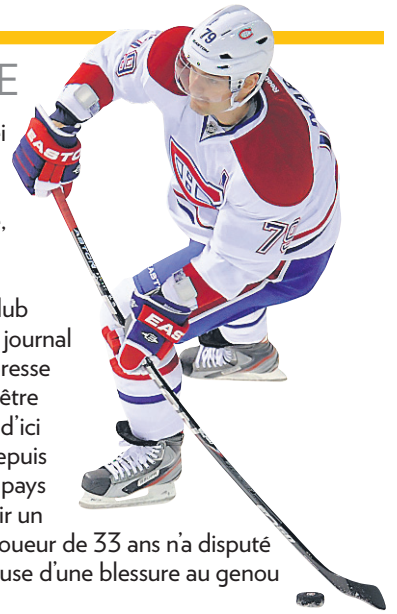 E
i
,
lub
journal
resse
être
d'ici
epuis
pays
ir un
oueur de 33 ans n'a disputé
use d'une blessure au genou
79
EASTON
79
EASTON
EAS